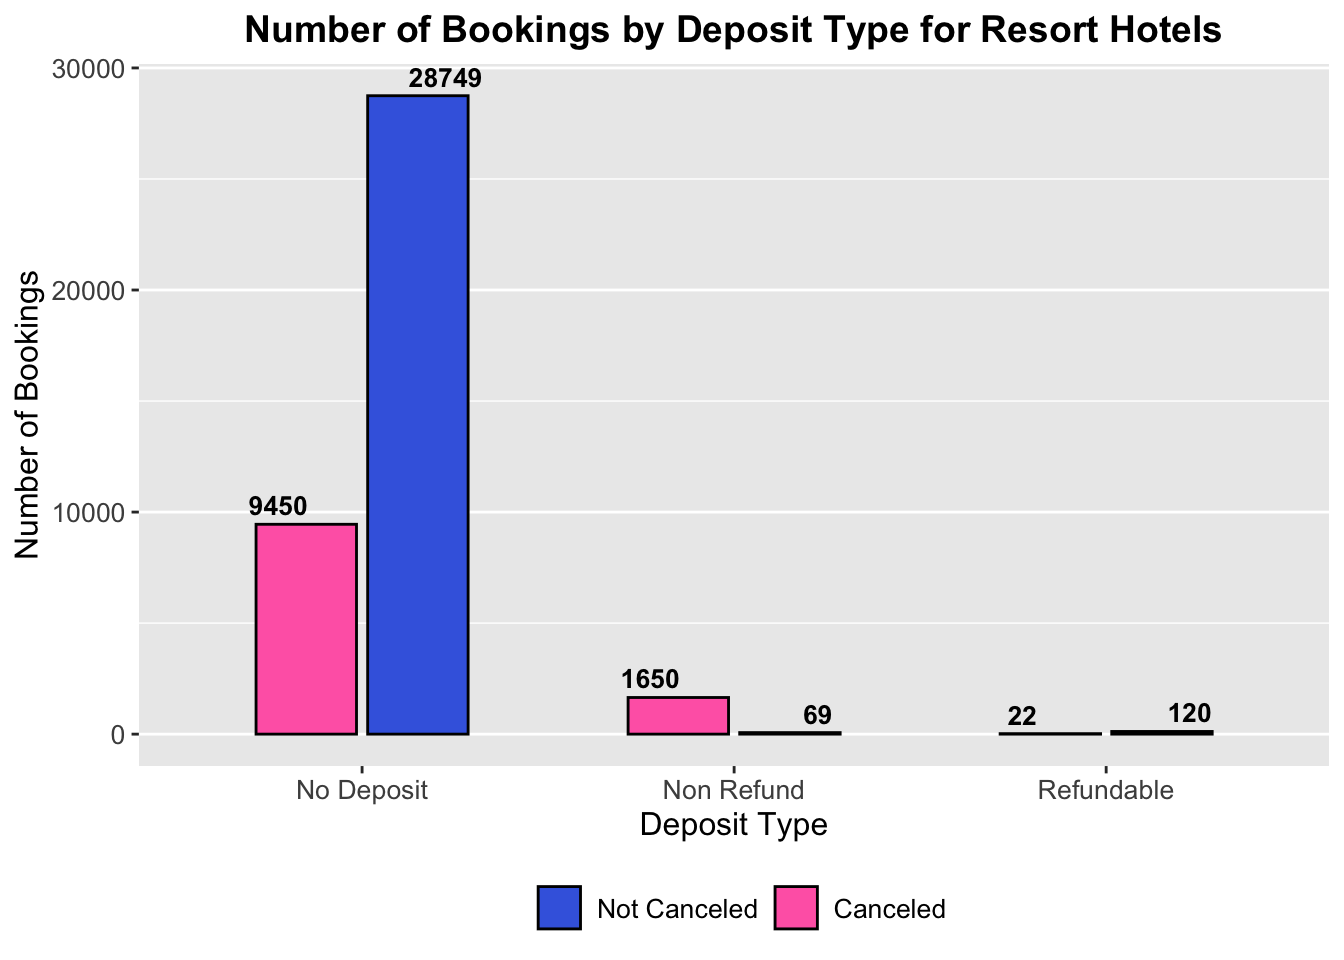 Number of Bookings by Deposit Type for Resort Hotels
Number of Bookings
30000
20000
10000
0
28749
9450
1650
69
22
120
No Deposit
Non Refund
Refundable
Deposit Type
Not Canceled
Canceled